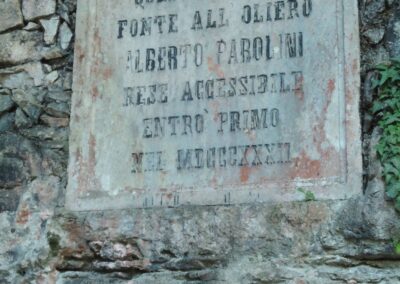 FONTE ALL OLIERO
ALBERTO PAROLINI
RESE ACCESSIBILE
ENTRO PRIMO
NEL MDCCCXXXII